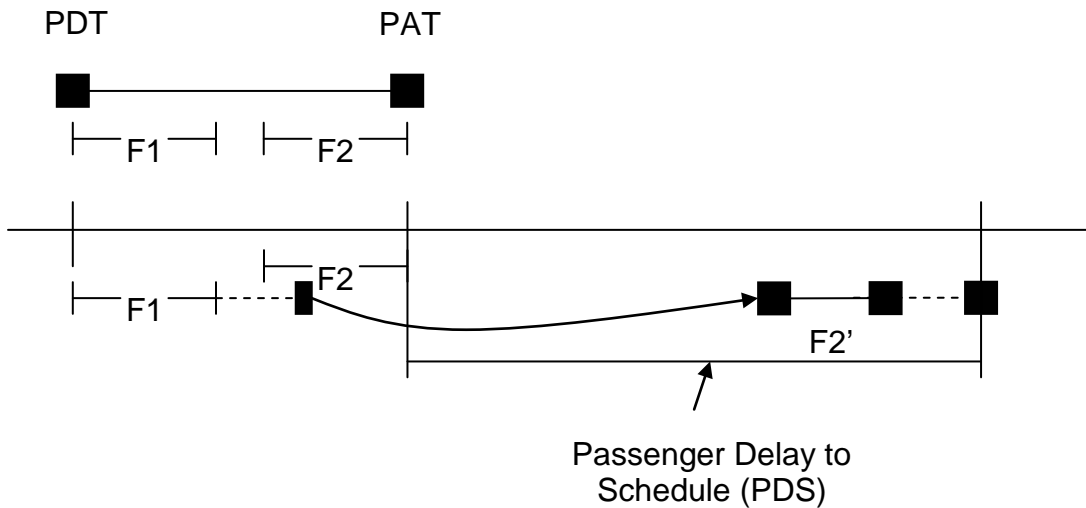 PDT PAT
F1 F2
F2
F1
F2’
Passenger Delay to
Schedule (PDS)